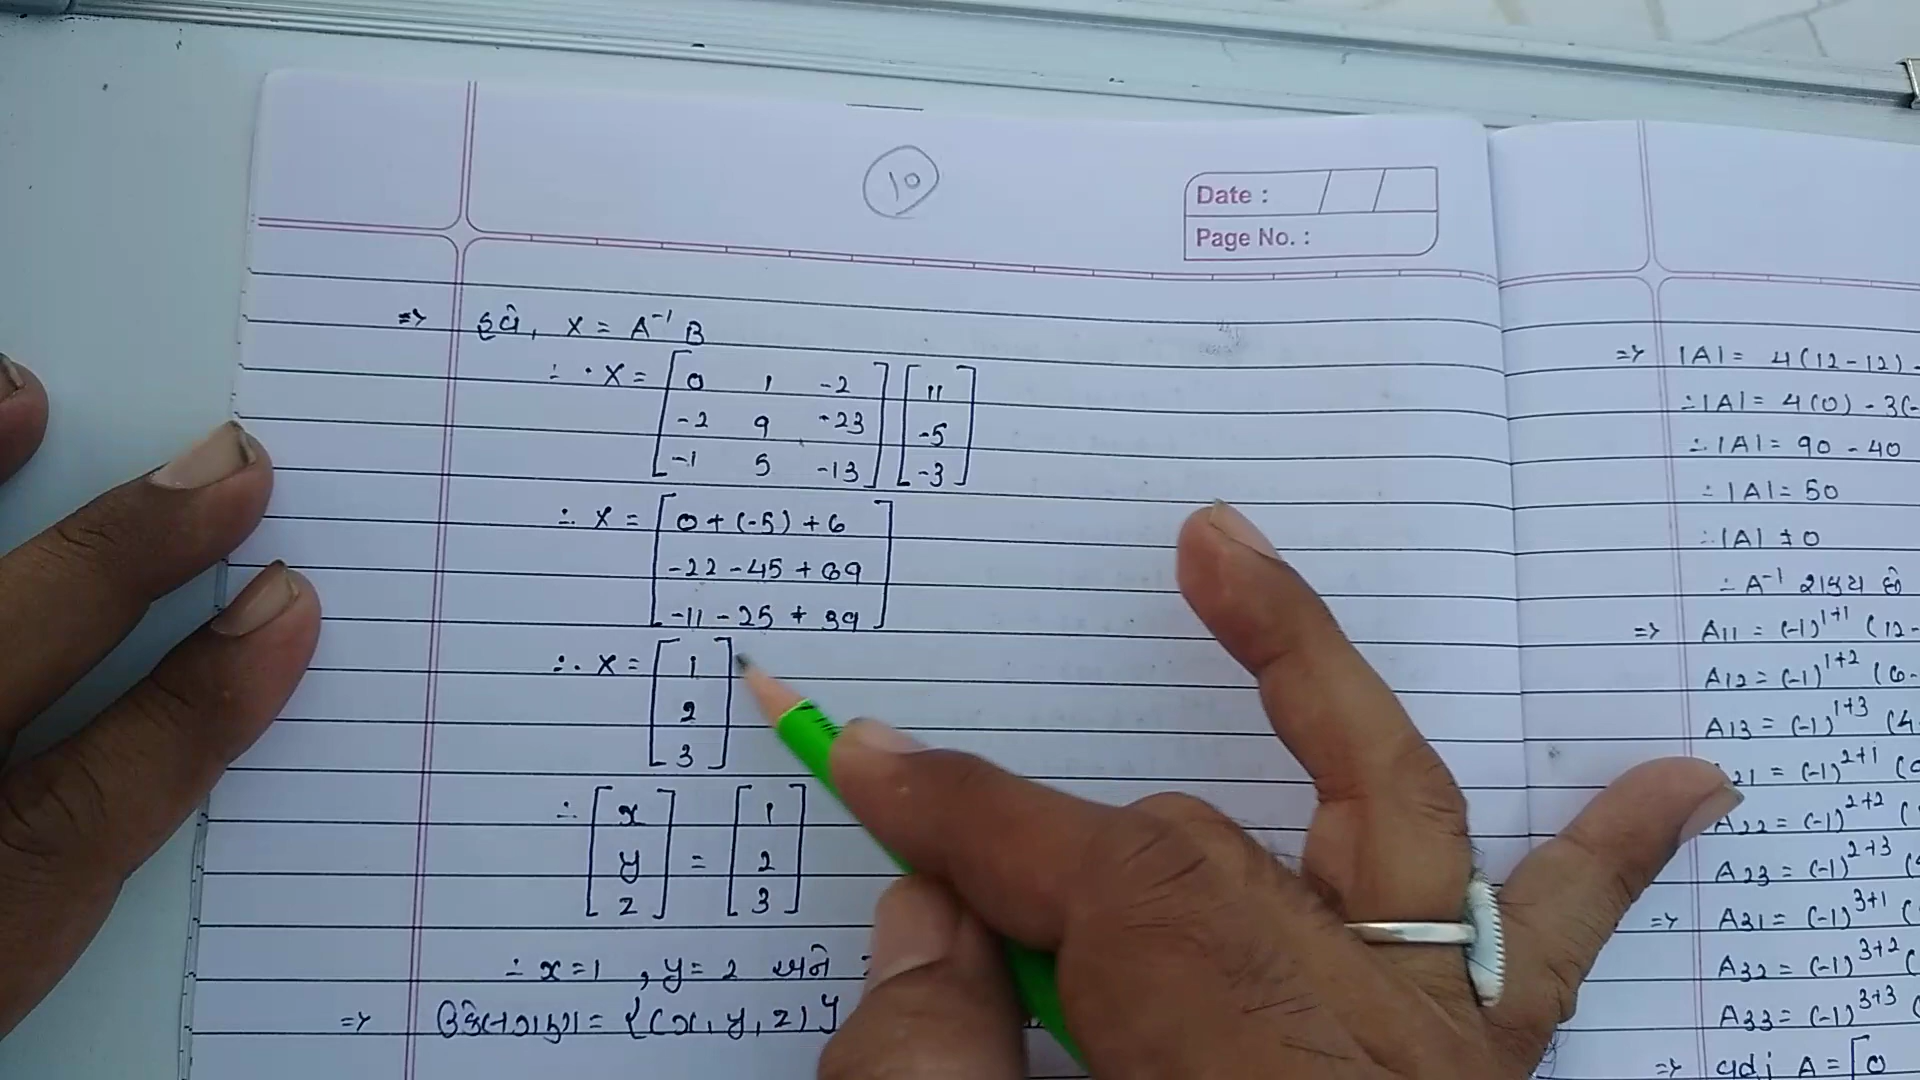 10
Date :
Page No. :
=> હવે, X = A⁻¹ B
∴ X = [ 0 1 -2 ] [ 11 ]
-2 9 -23 -5
-1 5 -13 -3
∴ X = [ 0 + (-5) + 6 ]
-22 - 45 + 69
-11 - 25 + 39
∴ X = [ 1 ]
2
3
∴ [ x ] [ 1 ]
y = 2
z 3
∴ x = 1 , y = 2 અને
=> ઉકેલગણ = {(x, y, z)}
=> |A| = 4(12-12) -
∴ |A| = 4(0) - 3(-
∴ |A| = 90 - 40
∴ |A| = 50
∴ |A| ≠ 0
∴ A⁻¹ શક્ય છે
=> A11 = (-1)¹⁺¹ (12-
A12 = (-1)¹⁺² (6-
A13 = (-1)¹⁺³ (4
21 = (-1)²⁺¹ (
A22 = (-1)²⁺² (
A23 = (-1)²⁺³ (
=> A31 = (-1)³⁺¹ (
A32 = (-1)³⁺² (
A33 = (-1)³⁺³ (
=> adj A = [ 0